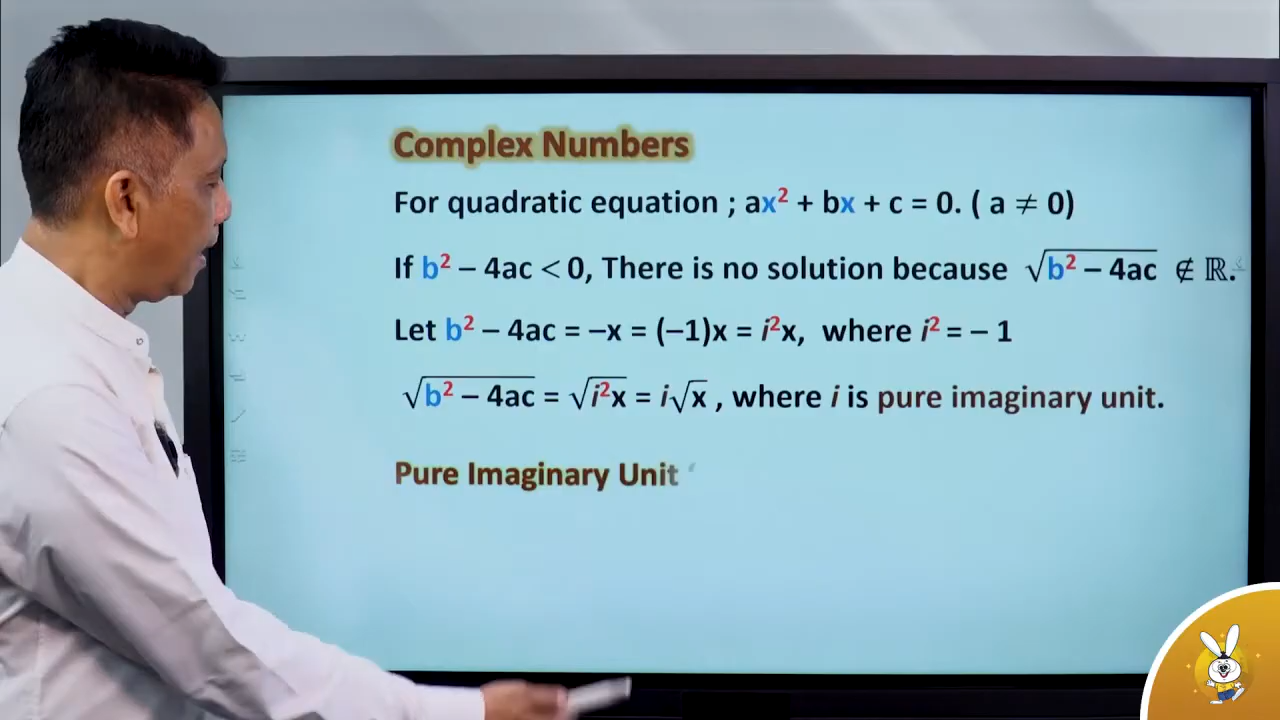 Complex Numbers
For quadratic equation ; ax² + bx + c = 0. ( a ≠ 0)
If b² – 4ac < 0, There is no solution because √(b² – 4ac) ∉ ℝ.
Let b² – 4ac = –x = (–1)x = i²x, where i² = – 1
√(b² – 4ac) = √(i²x) = i√x , where i is pure imaginary unit.
Pure Imaginary Unit ‘